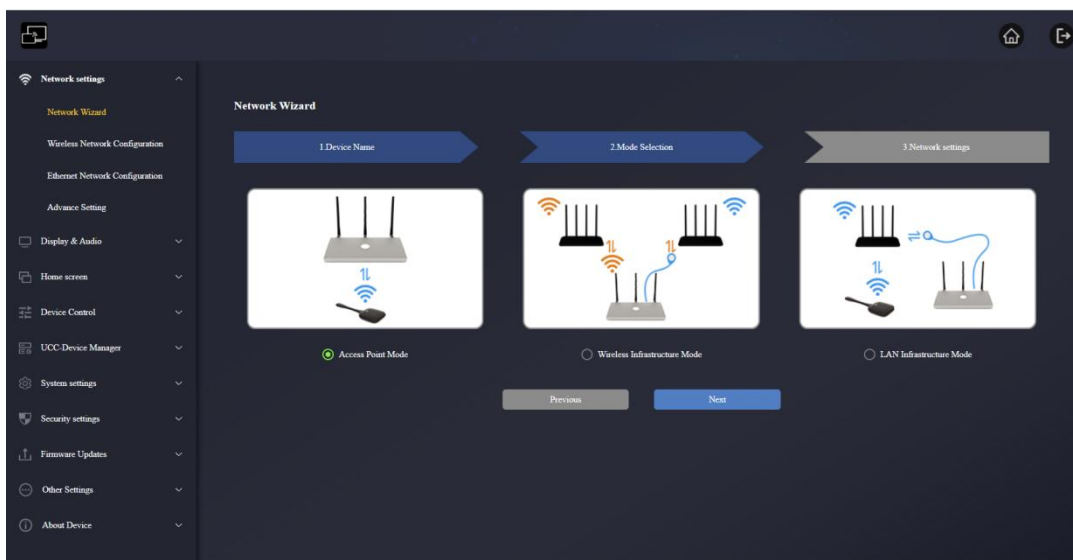 Network settings
Network Wizard
Wireless Network Configuration
Ethernet Network Configuration
Advance Setting
Display & Audio
Home screen
Device Control
UCC-Device Manager
System settings
Security settings
Firmware Updates
Other Settings
About Device
Network Wizard
1.Device Name
2.Mode Selection
3.Network settings
Access Point Mode
Wireless Infrastructure Mode
LAN Infrastructure Mode
Previous
Next